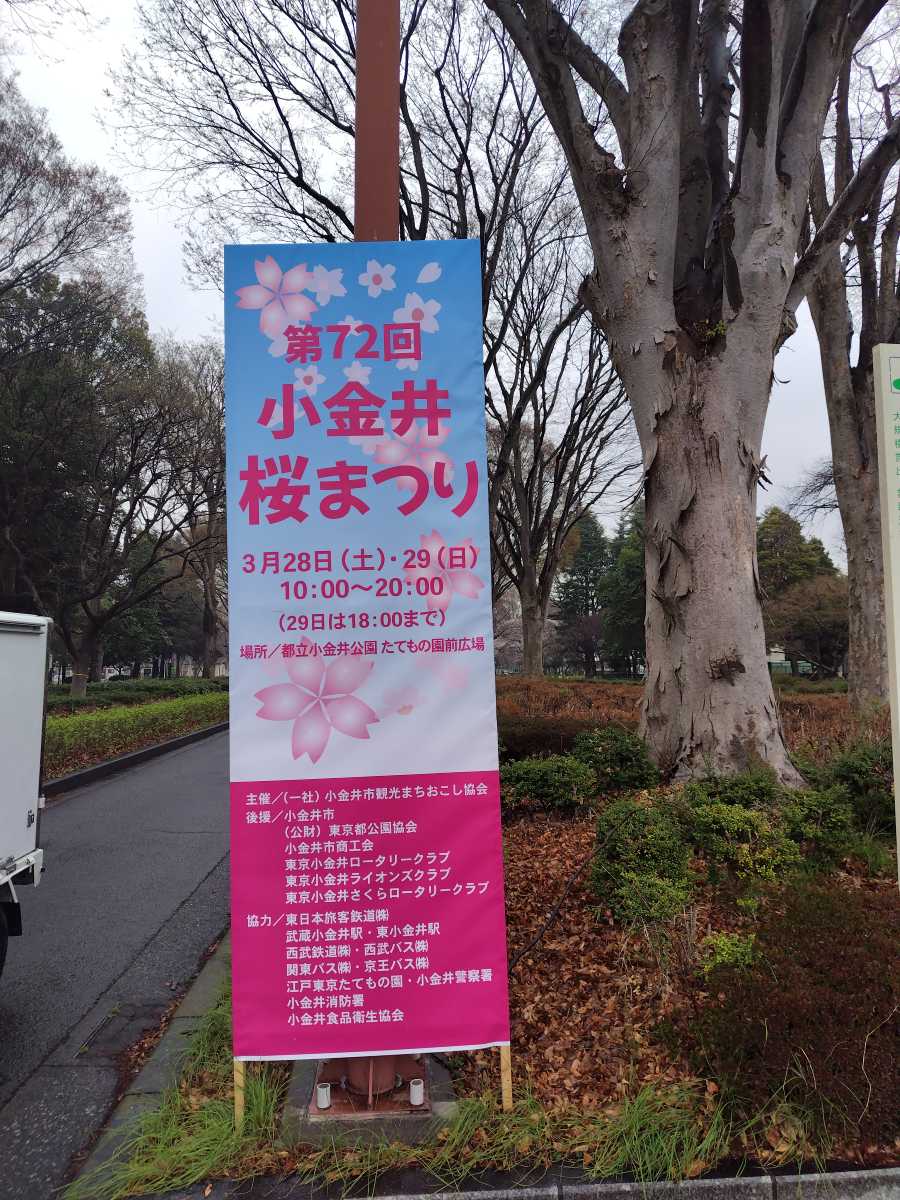 第72回
小金井
桜まつり
3月28日（土）・29（日）
10:00～20:00
（29日は18:00まで）
場所／都立小金井公園 たてもの園前広場
主催／（一社）小金井市観光まちおこし協会
後援／小金井市
（公財）東京都公園協会
小金井市商工会
東京小金井ロータリークラブ
東京小金井ライオンズクラブ
東京小金井さくらロータリークラブ
協力／東日本旅客鉄道㈱
武蔵小金井駅・東小金井駅
西武鉄道㈱・西武バス㈱
関東バス㈱・京王バス㈱
江戸東京たてもの園・小金井警察署
小金井消防署
小金井食品衛生協会